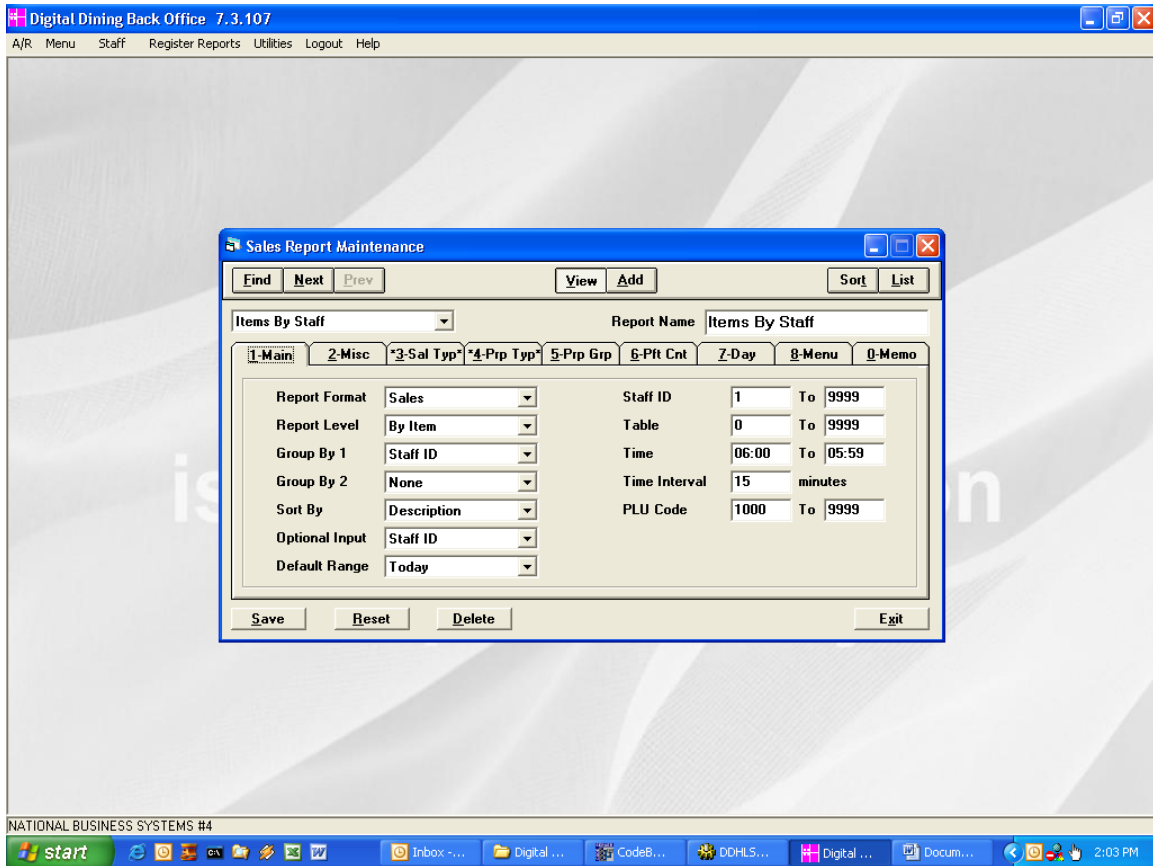 Digital Dining Back Office 7.3.107
A/R Menu Staff Register Reports Utilities Logout Help
Sales Report Maintenance
Find Next Prev View Add Sort List
Items By Staff Report Name Items By Staff
1-Main 2-Misc *3-Sal Typ* *4-Prp Typ* 5-Prp Grp 6-Pft Cnt 7-Day 8-Menu 0-Memo
Report Format Sales Staff ID 1 To 9999
Report Level By Item Table 0 To 9999
Group By 1 Staff ID Time 06:00 To 05:59
Group By 2 None Time Interval 15 minutes
Sort By Description PLU Code 1000 To 9999
Optional Input Staff ID
Default Range Today
Save Reset Delete Exit
NATIONAL BUSINESS SYSTEMS #4
start Inbox -... Digital ... CodeB... DDHLS... Digital ... Docum... 2:03 PM